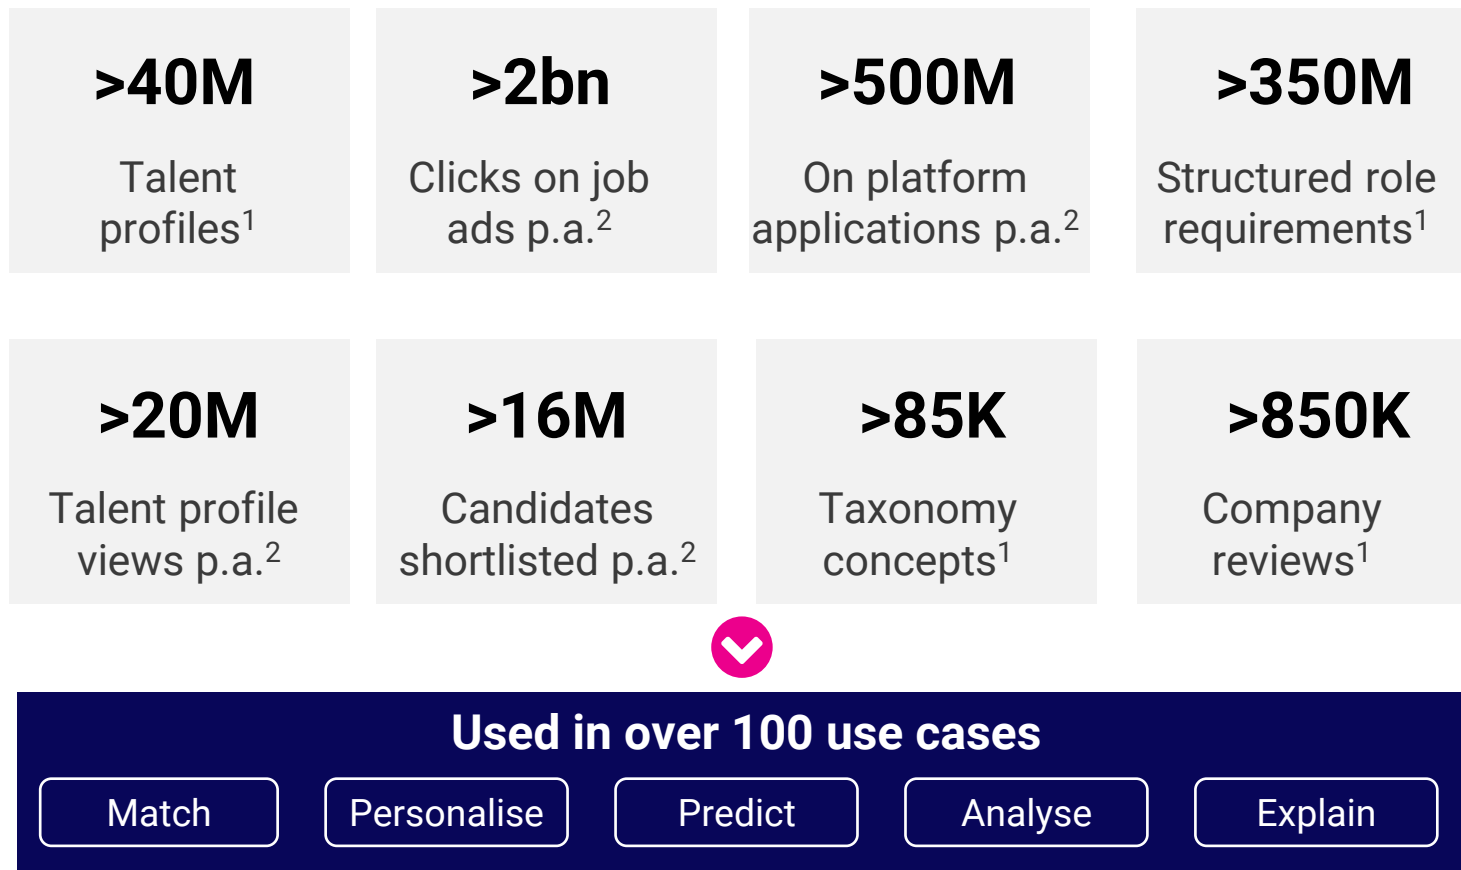 >40M
Talent
profiles¹
>2bn
Clicks on job
ads p.a.²
>500M
On platform
applications p.a.²
>350M
Structured role
requirements¹
>20M
Talent profile
views p.a.²
>16M
Candidates
shortlisted p.a.²
>85K
Taxonomy
concepts¹
>850K
Company
reviews¹
Used in over 100 use cases
Match
Personalise
Predict
Analyse
Explain